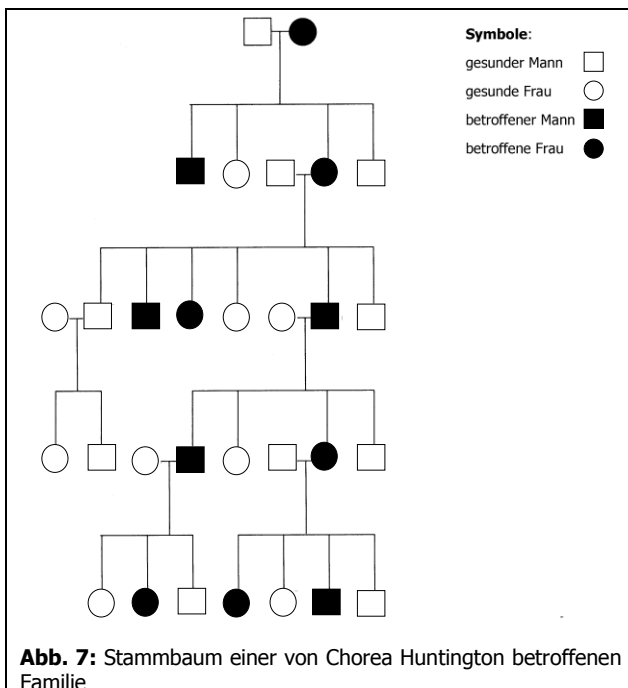 Symbole:
gesunder Mann
gesunde Frau
betroffener Mann
betroffene Frau
Abb. 7: Stammbaum einer von Chorea Huntington betroffenen
Familie